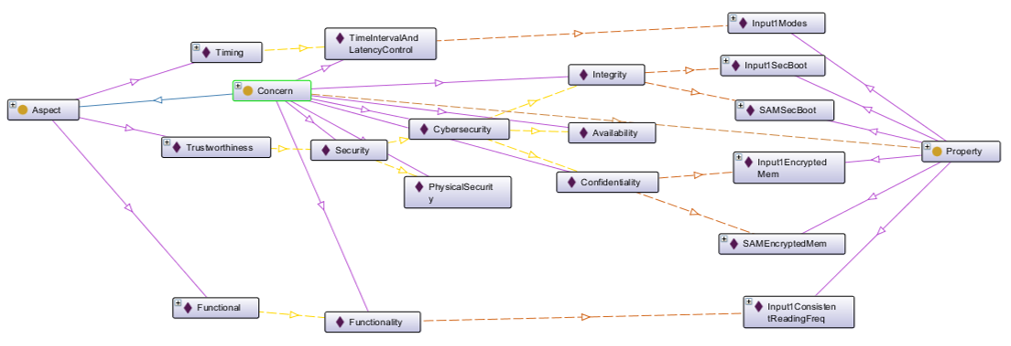 Input1Modes
TimeIntervalAnd
LatencyControl
Timing
Input1SecBoot
Integrity
Concern
Aspect
SAMSecBoot
Cybersecurity
Availability
Trustworthiness
Security
Property
Input1Encrypted
Mem
Confidentiality
PhysicalSecurit
y
SAMEncryptedMem
Functional
Input1Consisten
tReadingFreq
Functionality